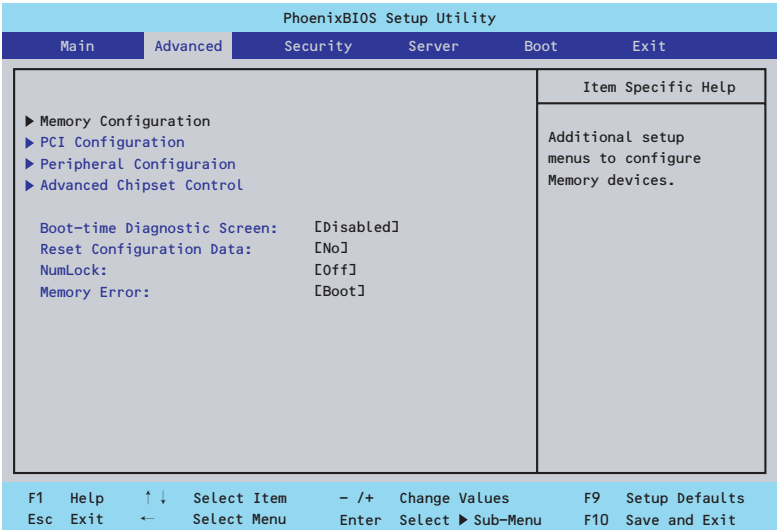 PhoenixBIOS Setup Utility
Main Advanced Security Server Boot Exit
Item Specific Help
▶ Memory Configuration
▶ PCI Configuration
▶ Peripheral Configuraion
▶ Advanced Chipset Control
Additional setup
menus to configure
Memory devices.
Boot-time Diagnostic Screen: [Disabled]
Reset Configuration Data: [No]
NumLock: [Off]
Memory Error: [Boot]
F1 Help ↑↓ Select Item - /+ Change Values F9 Setup Defaults
Esc Exit ← Select Menu Enter Select ▶ Sub-Menu F10 Save and Exit